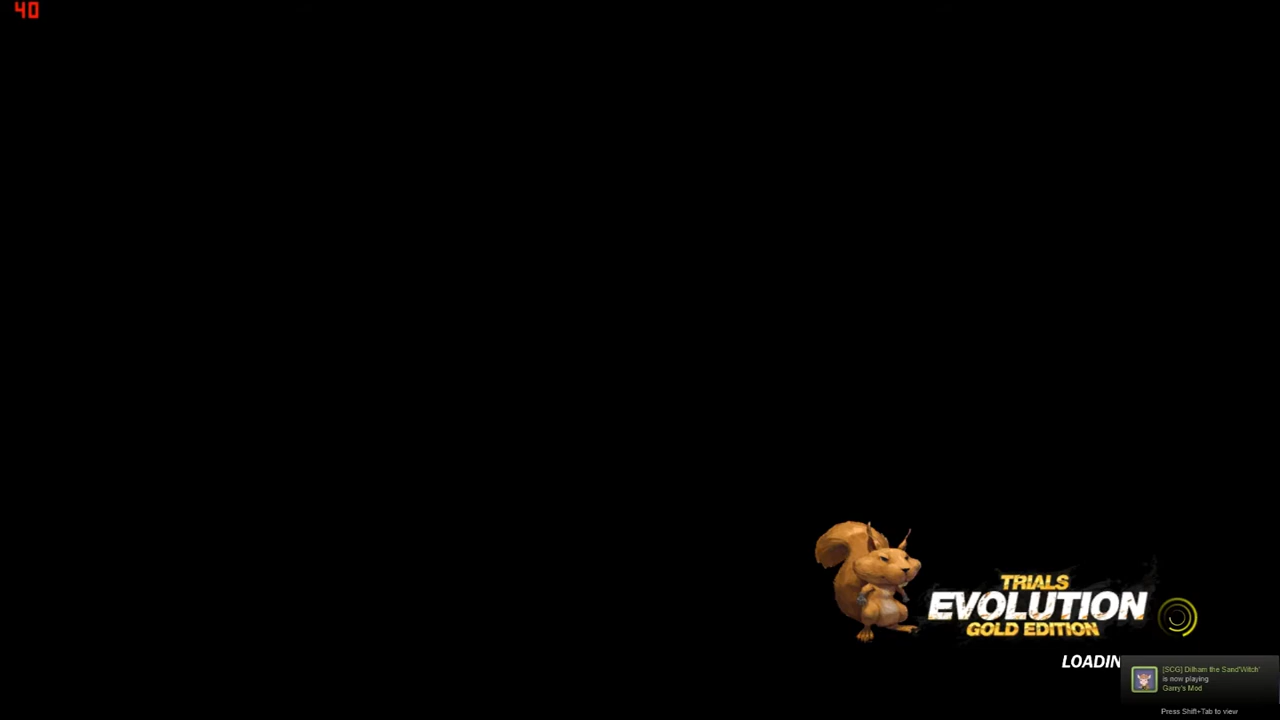 40
TRIALS
EVOLUTION
GOLD EDITION
LOADIN
[SCG] Dilham the Sand'Witch'
is now playing
Garry's Mod
Press Shift+Tab to view